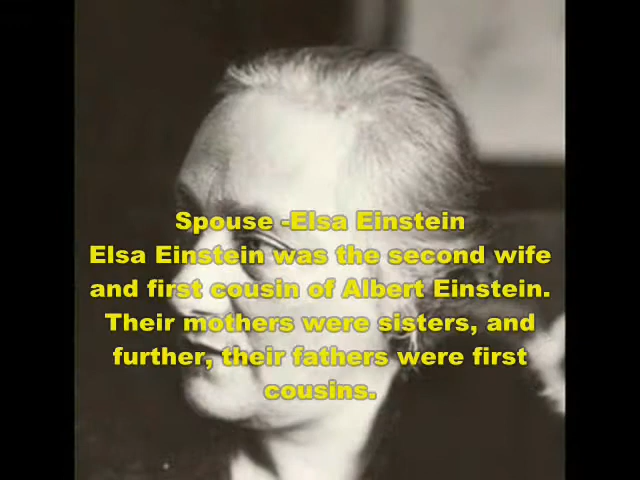 Spouse -Elsa Einstein
Elsa Einstein was the second wife
and first cousin of Albert Einstein.
Their mothers were sisters, and
further, their fathers were first
cousins.